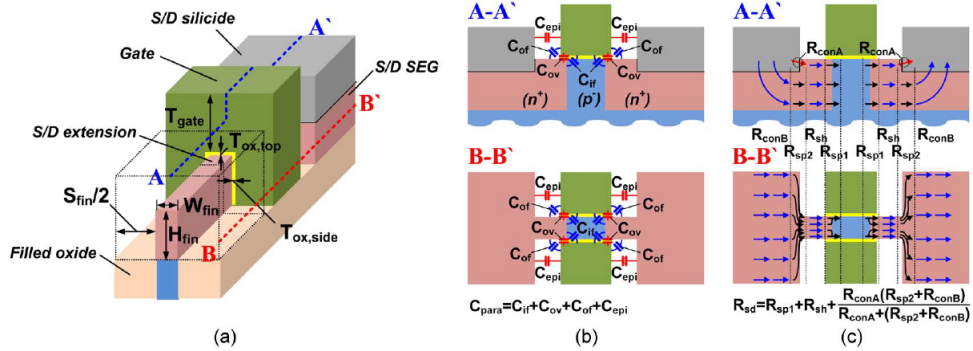 A`
S/D silicide
Gate
S/D SEG
B`
T_gate
S/D extension
T_ox,top
A
S_fin/2
W_fin
H_fin
B
T_ox,side
Filled oxide
(a)
A-A`
C_epi C_epi
C_of C_of
C_ov C_ov
C_if
(n⁺) (p⁻) (n⁺)
B-B`
C_epi C_epi
C_of C_of
C_ov C_if C_ov
C_of C_of
C_epi C_epi
C_para=C_if+C_ov+C_of+C_epi
(b)
A-A`
R_conA R_conA
R_conB R_sh R_sh R_conB
R_sp2 R_sp1 R_sp1 R_sp2
B-B`
R_sd=R_sp1+R_sh+ R_conA(R_sp2+R_conB)
R_conA+(R_sp2+R_conB)
(c)